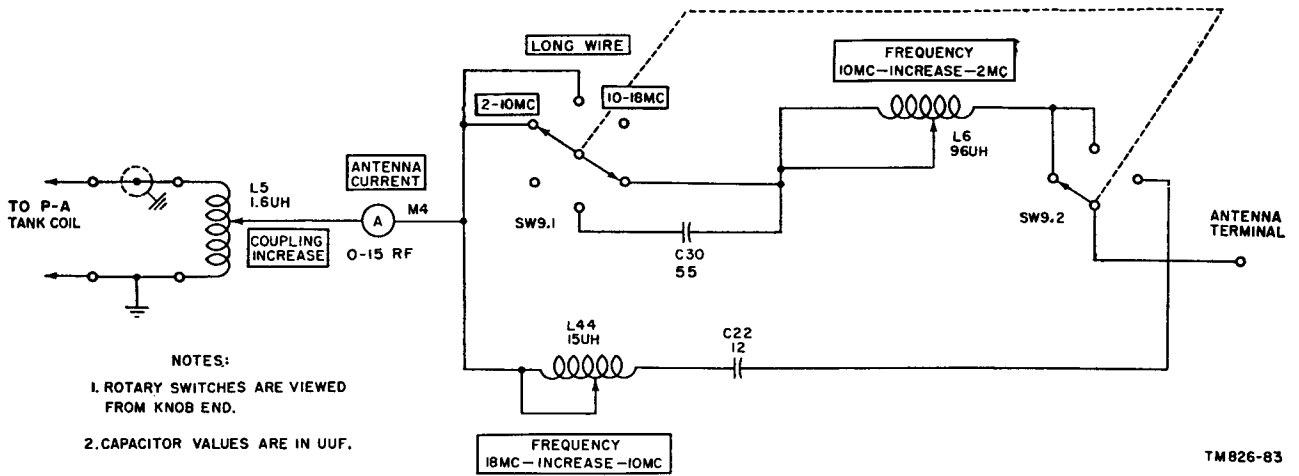 LONG WIRE
FREQUENCY
10MC—INCREASE—2MC
2-10MC
10-18MC
L6
96UH
ANTENNA
CURRENT
L5
1.6UH
TO P-A
TANK COIL
A
M4
SW9.1
SW9.2
ANTENNA
TERMINAL
COUPLING
INCREASE
0-15 RF
C30
55
L44
15UH
C22
12
NOTES:
1. ROTARY SWITCHES ARE VIEWED
FROM KNOB END.
2. CAPACITOR VALUES ARE IN UUF.
FREQUENCY
18MC—INCREASE—10MC
TM826-83